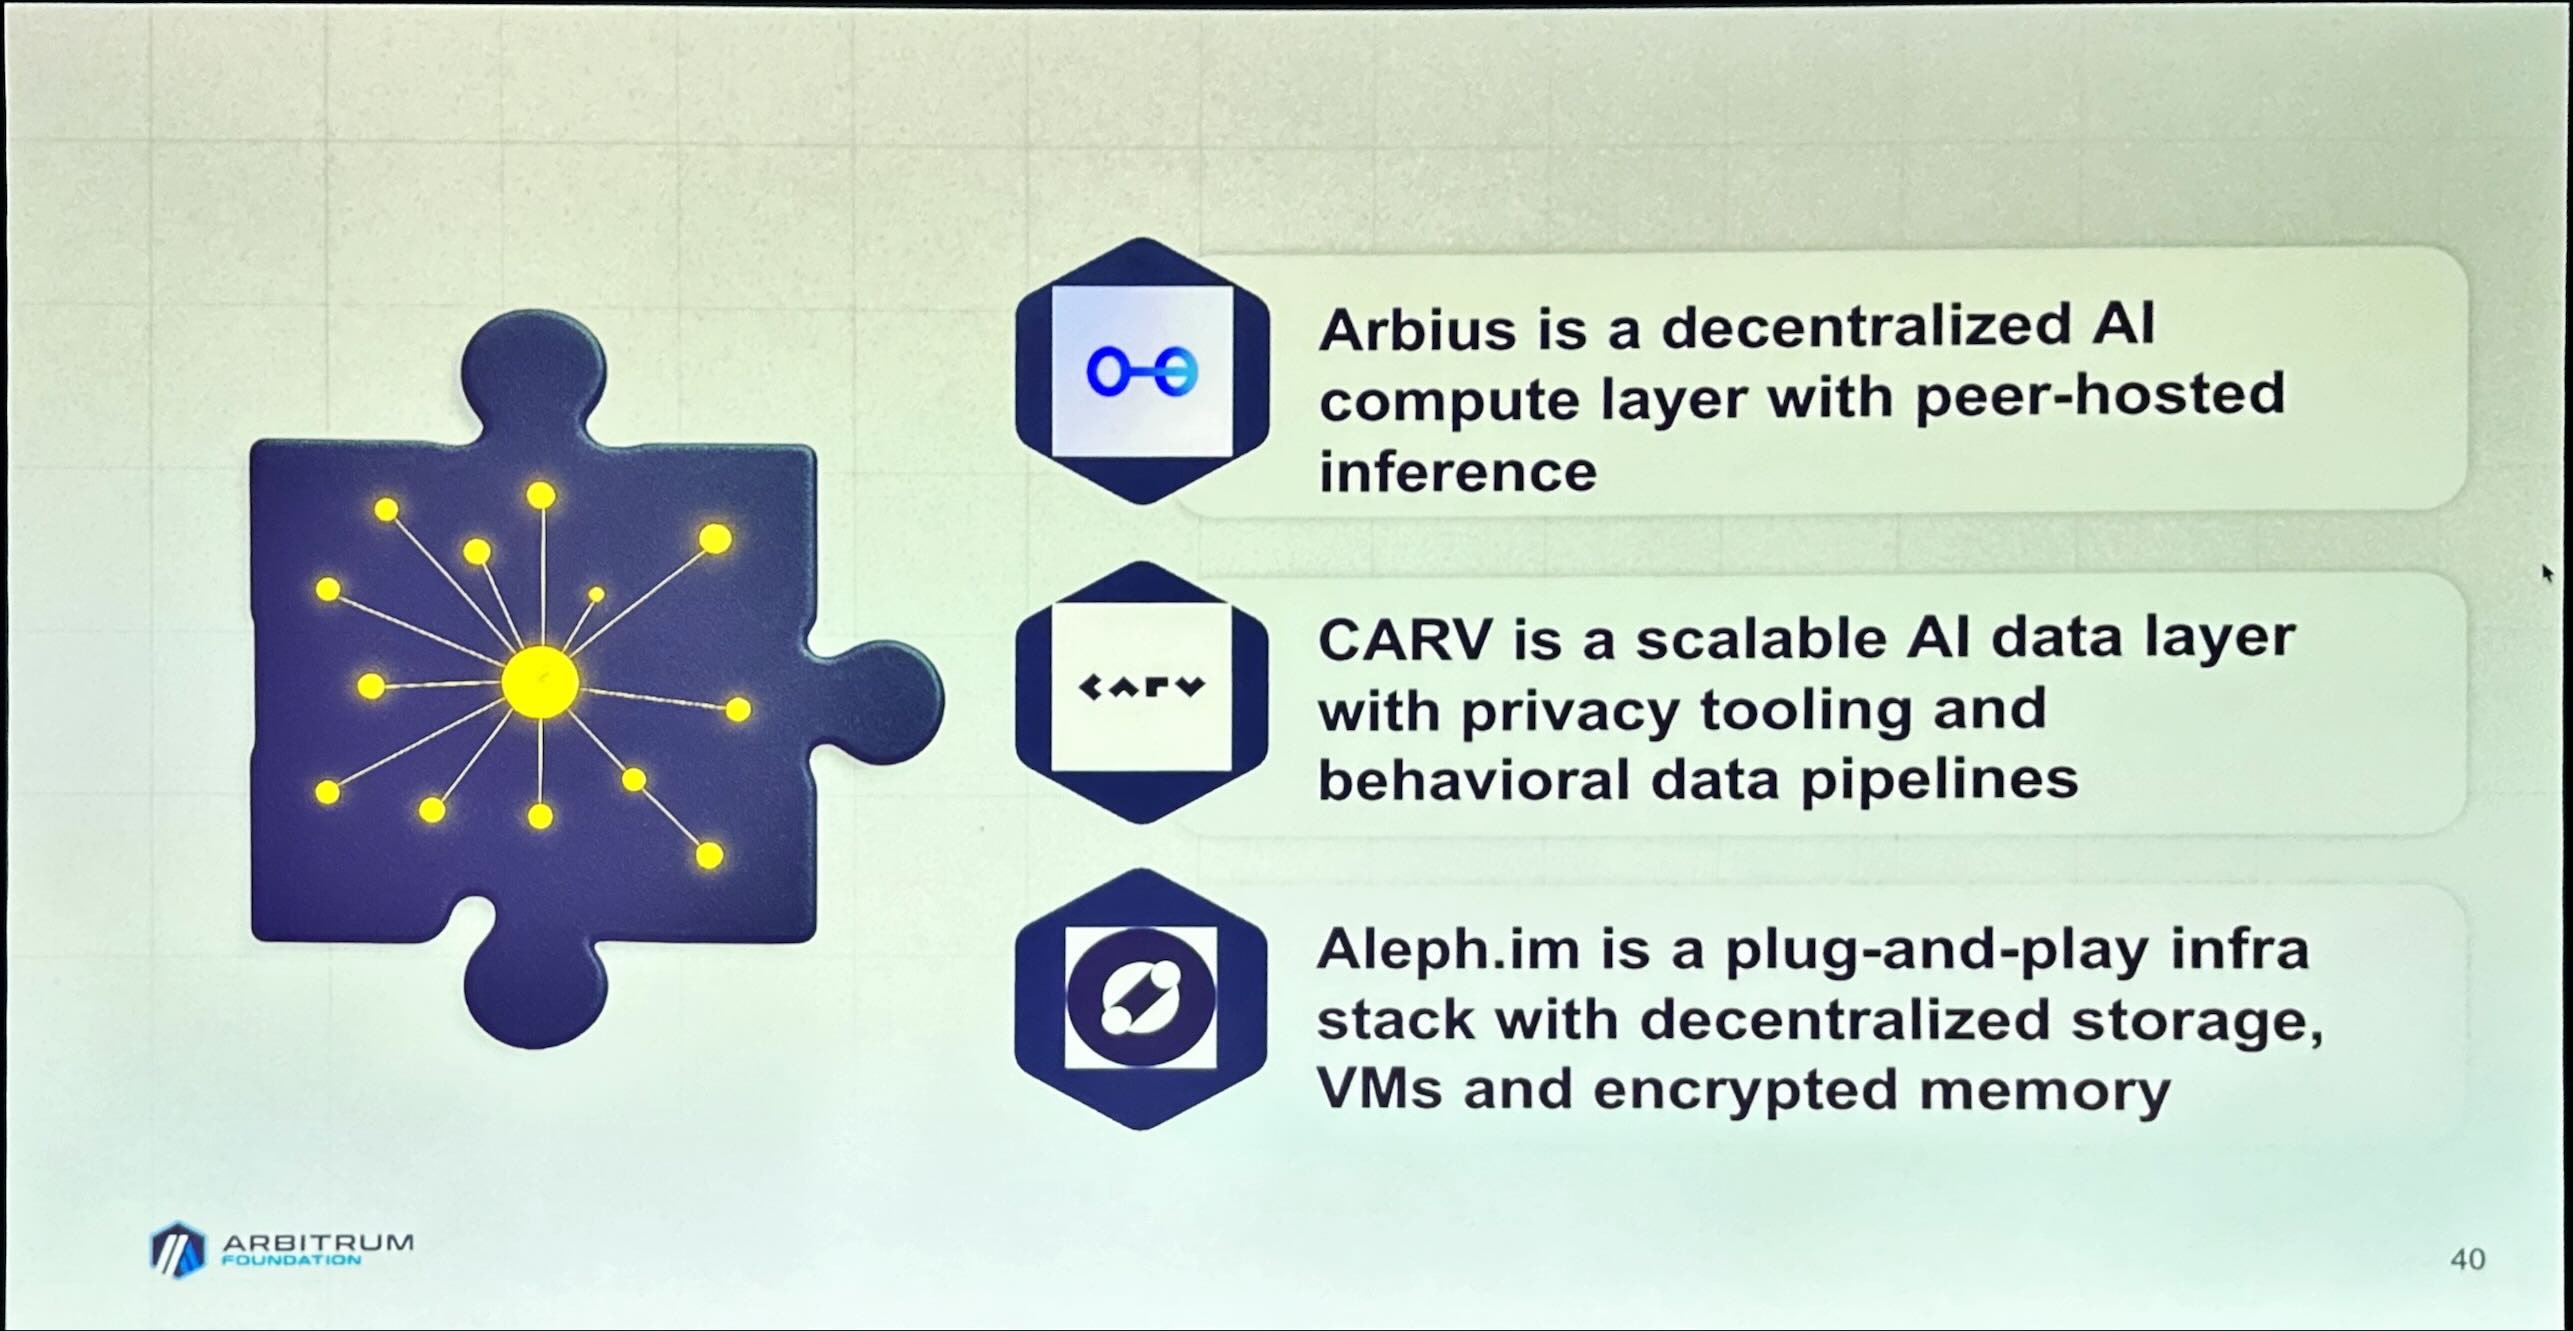 Arbius is a decentralized AI
compute layer with peer-hosted
inference
CARV
CARV is a scalable AI data layer
with privacy tooling and
behavioral data pipelines
Aleph.im is a plug-and-play infra
stack with decentralized storage,
VMs and encrypted memory
ARBITRUM
FOUNDATION
40